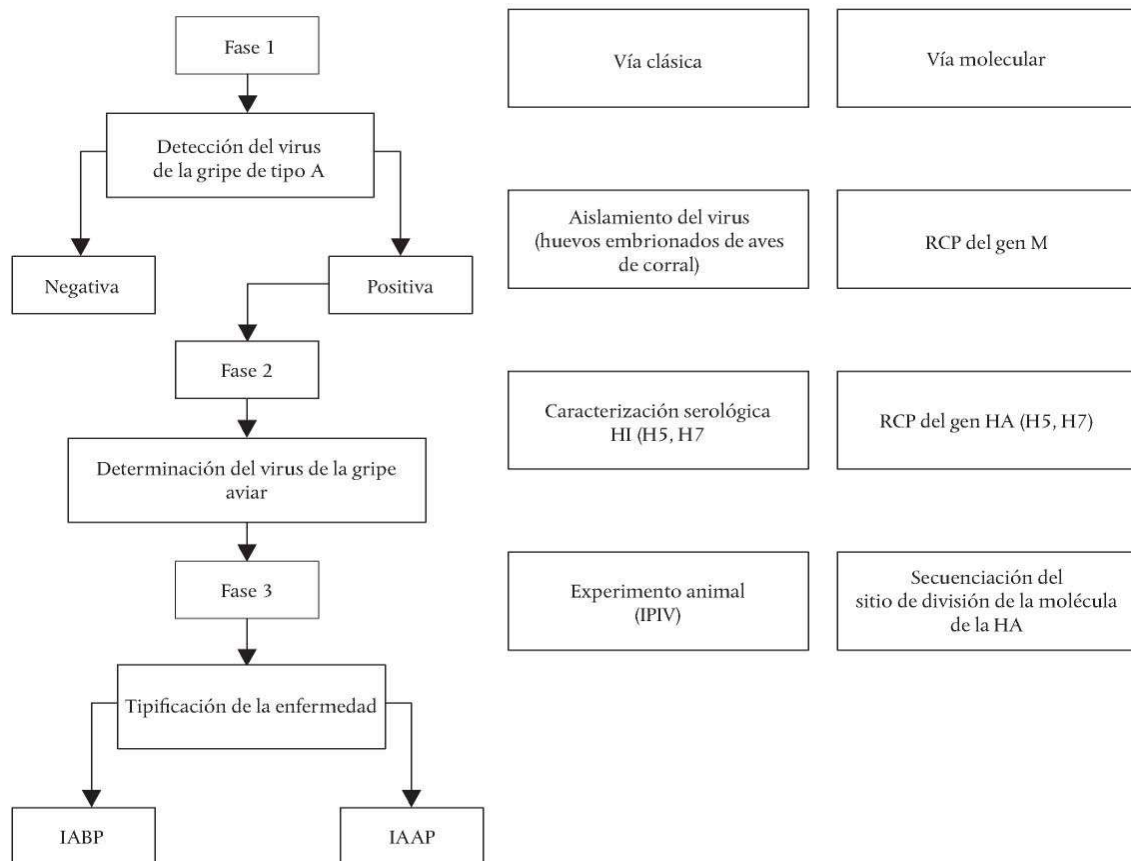 Fase 1
Vía clásica
Vía molecular
Detección del virus
de la gripe de tipo A
Aislamiento del virus
(huevos embrionados de aves
de corral)
RCP del gen M
Negativa
Positiva
Fase 2
Caracterización serológica
HI (H5, H7
RCP del gen HA (H5, H7)
Determinación del virus de la gripe
aviar
Fase 3
Experimento animal
(IPIV)
Secuenciación del
sitio de división de la molécula
de la HA
Tipificación de la enfermedad
IABP
IAAP